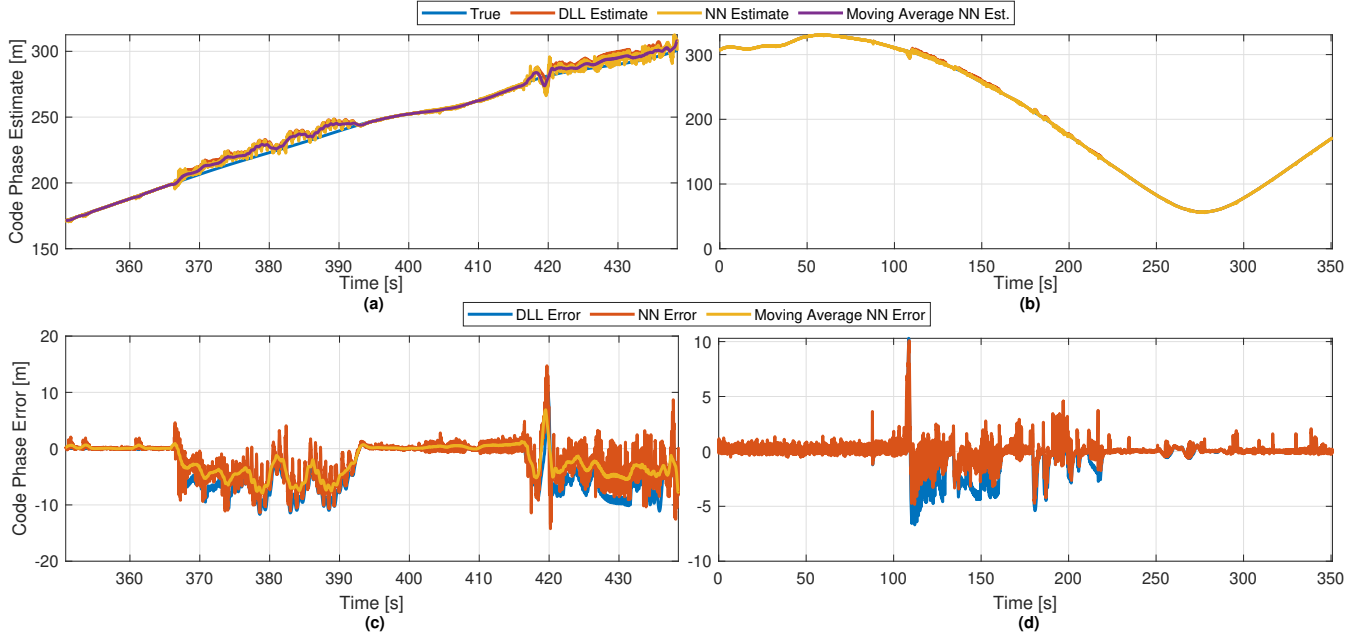 True DLL Estimate NN Estimate Moving Average NN Est.
Code Phase Estimate [m]
300
250
200
150
360 370 380 390 400 410 420 430
Time [s]
(a)
300
200
100
0
0 50 100 150 200 250 300 350
Time [s]
(b)
DLL Error NN Error Moving Average NN Error
Code Phase Error [m]
20
10
0
-10
-20
360 370 380 390 400 410 420 430
Time [s]
(c)
10
5
0
-5
-10
0 50 100 150 200 250 300 350
Time [s]
(d)